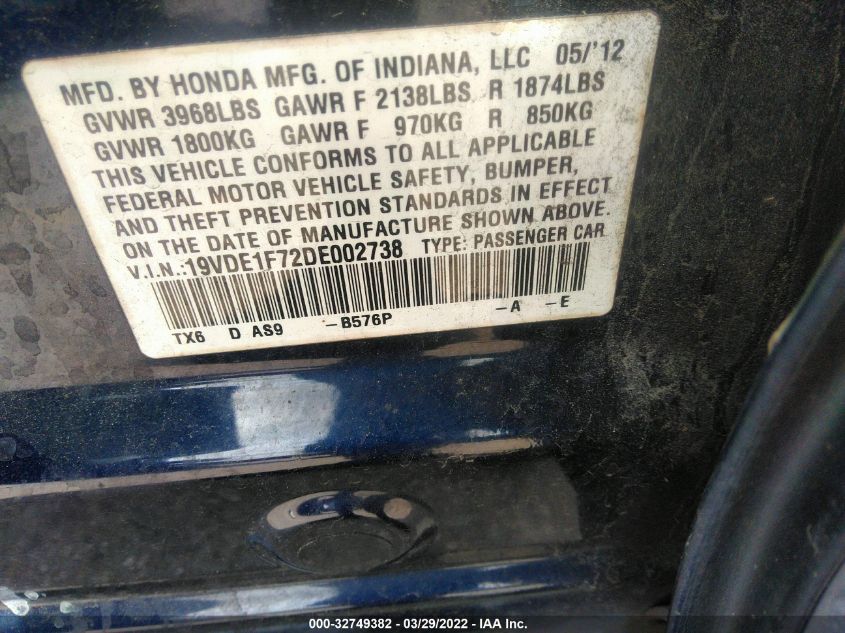 MFD. BY HONDA MFG. OF INDIANA, LLC 05/'12
GVWR 3968LBS GAWR F 2138LBS R 1874LBS
GVWR 1800KG GAWR F 970KG R 850KG
THIS VEHICLE CONFORMS TO ALL APPLICABLE
FEDERAL MOTOR VEHICLE SAFETY, BUMPER,
AND THEFT PREVENTION STANDARDS IN EFFECT
ON THE DATE OF MANUFACTURE SHOWN ABOVE.
V.I.N.:19VDE1F72DE002738 TYPE: PASSENGER CAR
TX6 D AS9 -B576P -A -E
000-32749382 - 03/29/2022 - IAA Inc.